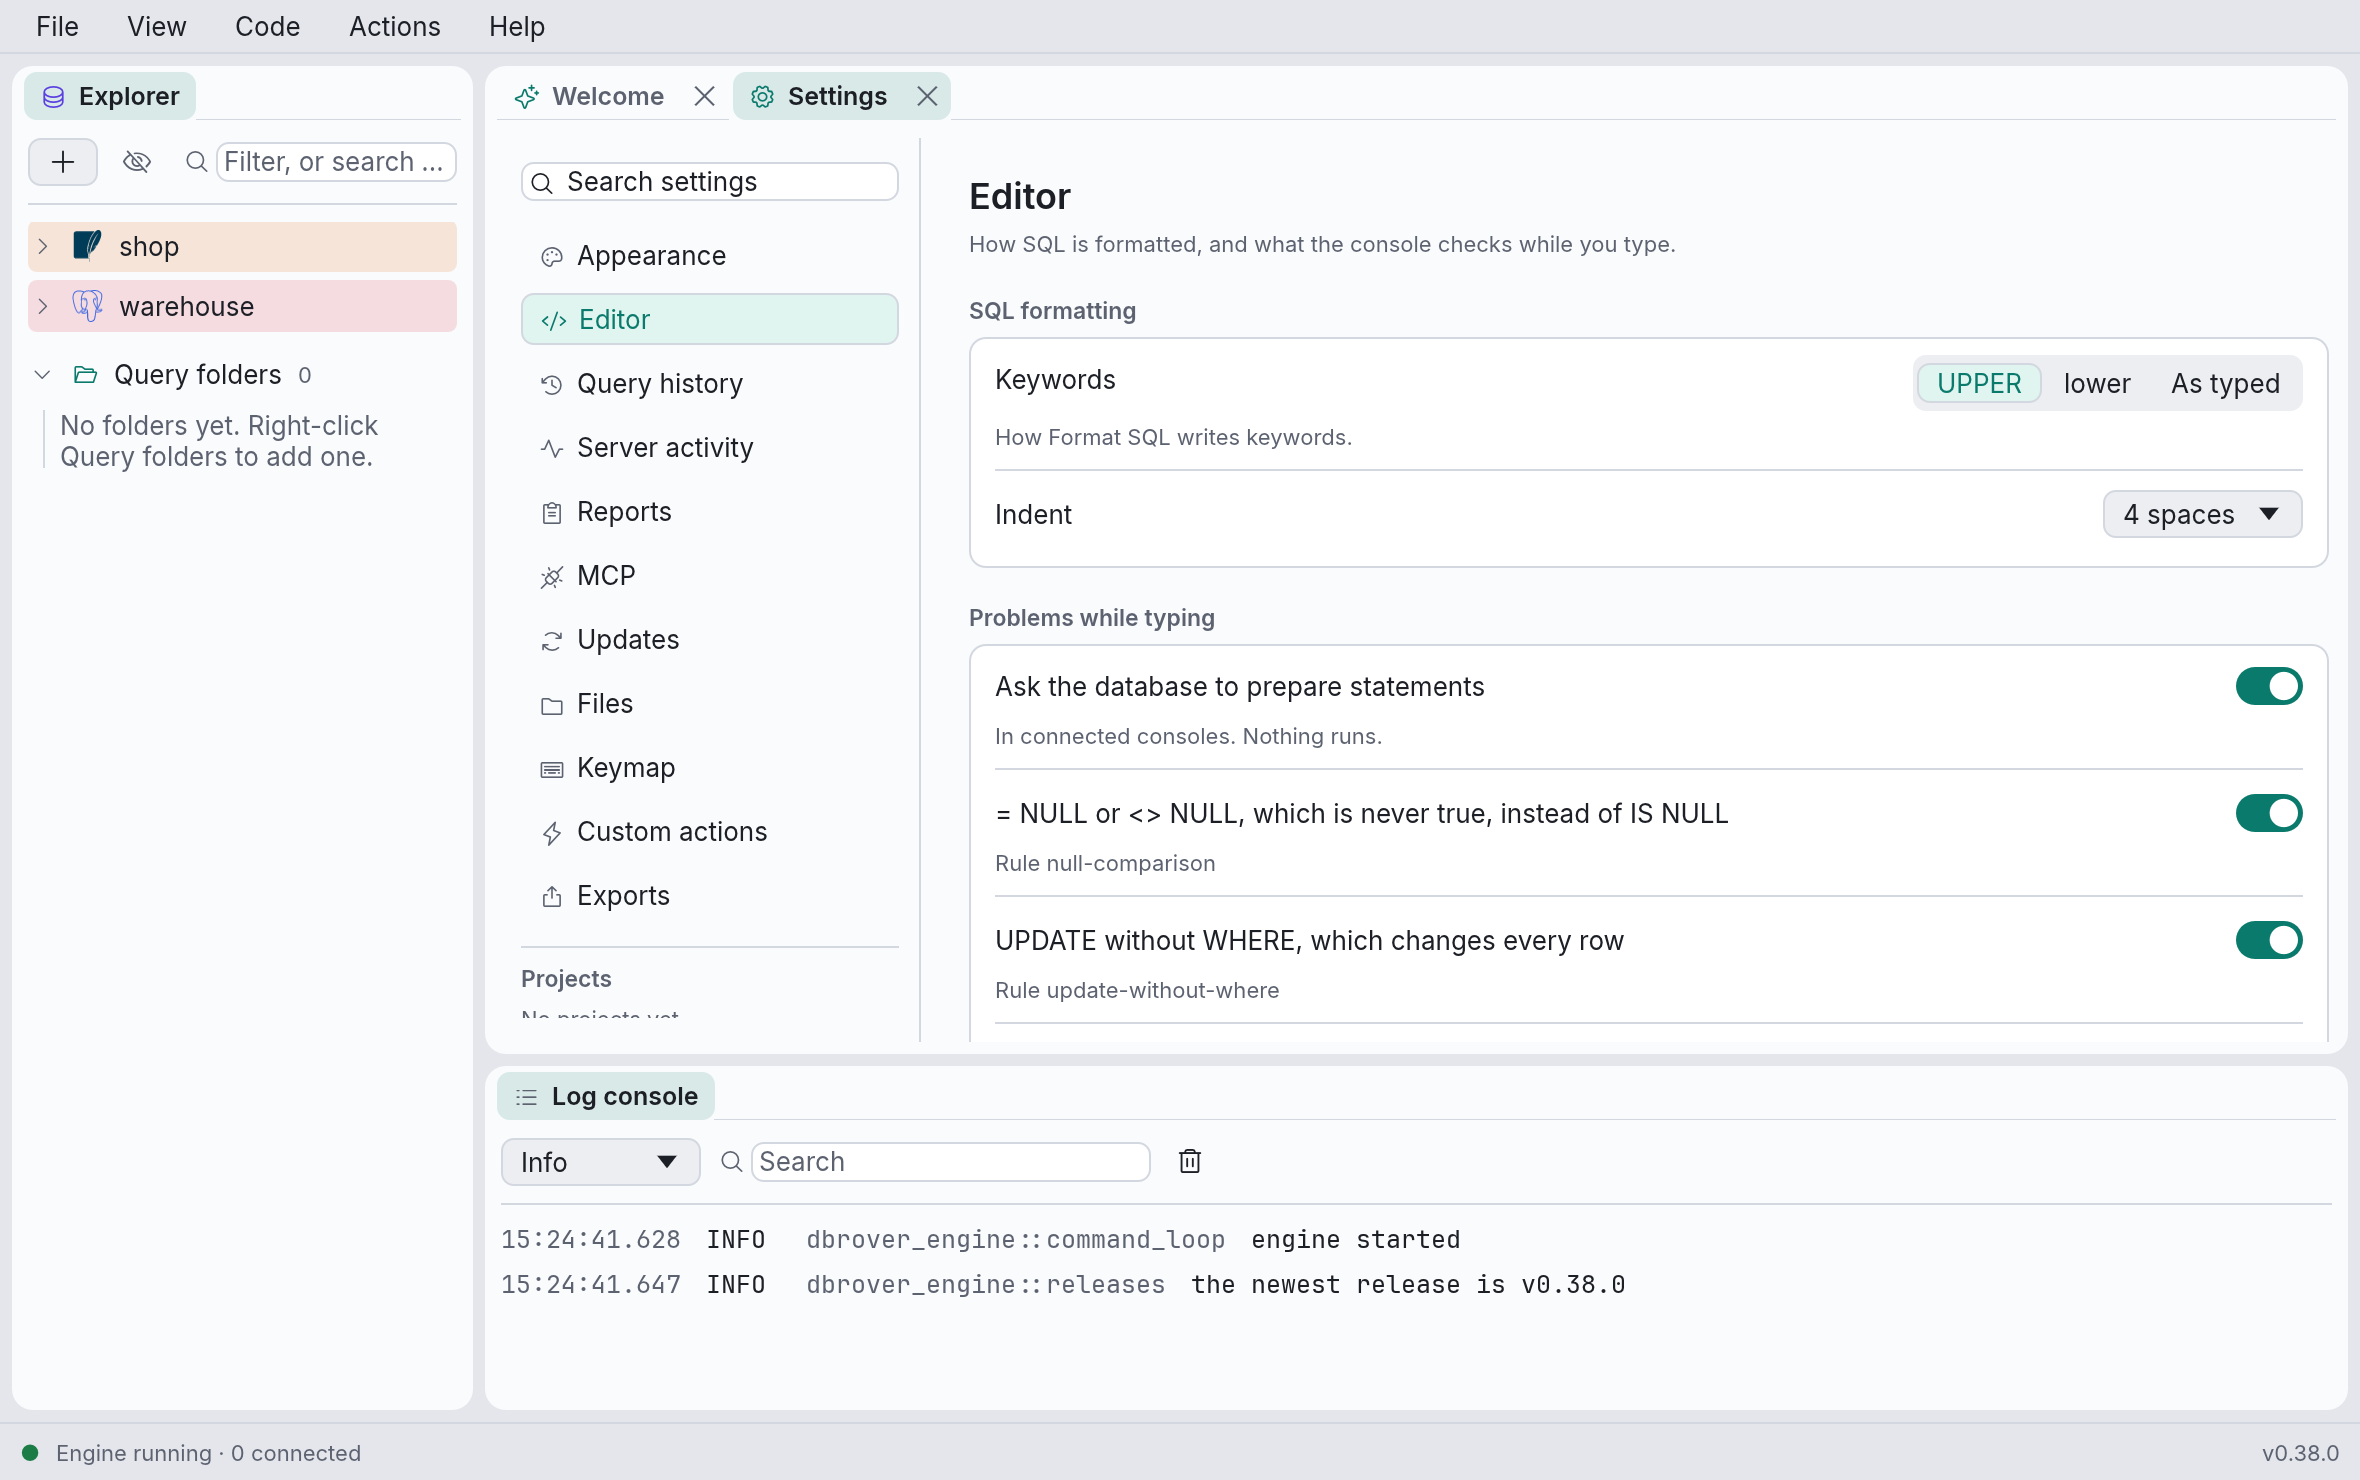 File View Code Actions Help
Explorer
Filter, or search ...
shop
warehouse
Query folders 0
No folders yet. Right-click
Query folders to add one.
Welcome
Settings
Search settings
Appearance
Editor
Query history
Server activity
Reports
MCP
Updates
Files
Keymap
Custom actions
Exports
Projects
No projects yet
Editor
How SQL is formatted, and what the console checks while you type.
SQL formatting
Keywords
UPPER lower As typed
How Format SQL writes keywords.
Indent
4 spaces
Problems while typing
Ask the database to prepare statements
In connected consoles. Nothing runs.
= NULL or <> NULL, which is never true, instead of IS NULL
Rule null-comparison
UPDATE without WHERE, which changes every row
Rule update-without-where
Log console
Info
Search
15:24:41.628 INFO dbrover_engine::command_loop engine started
15:24:41.647 INFO dbrover_engine::releases the newest release is v0.38.0
Engine running · 0 connected
v0.38.0